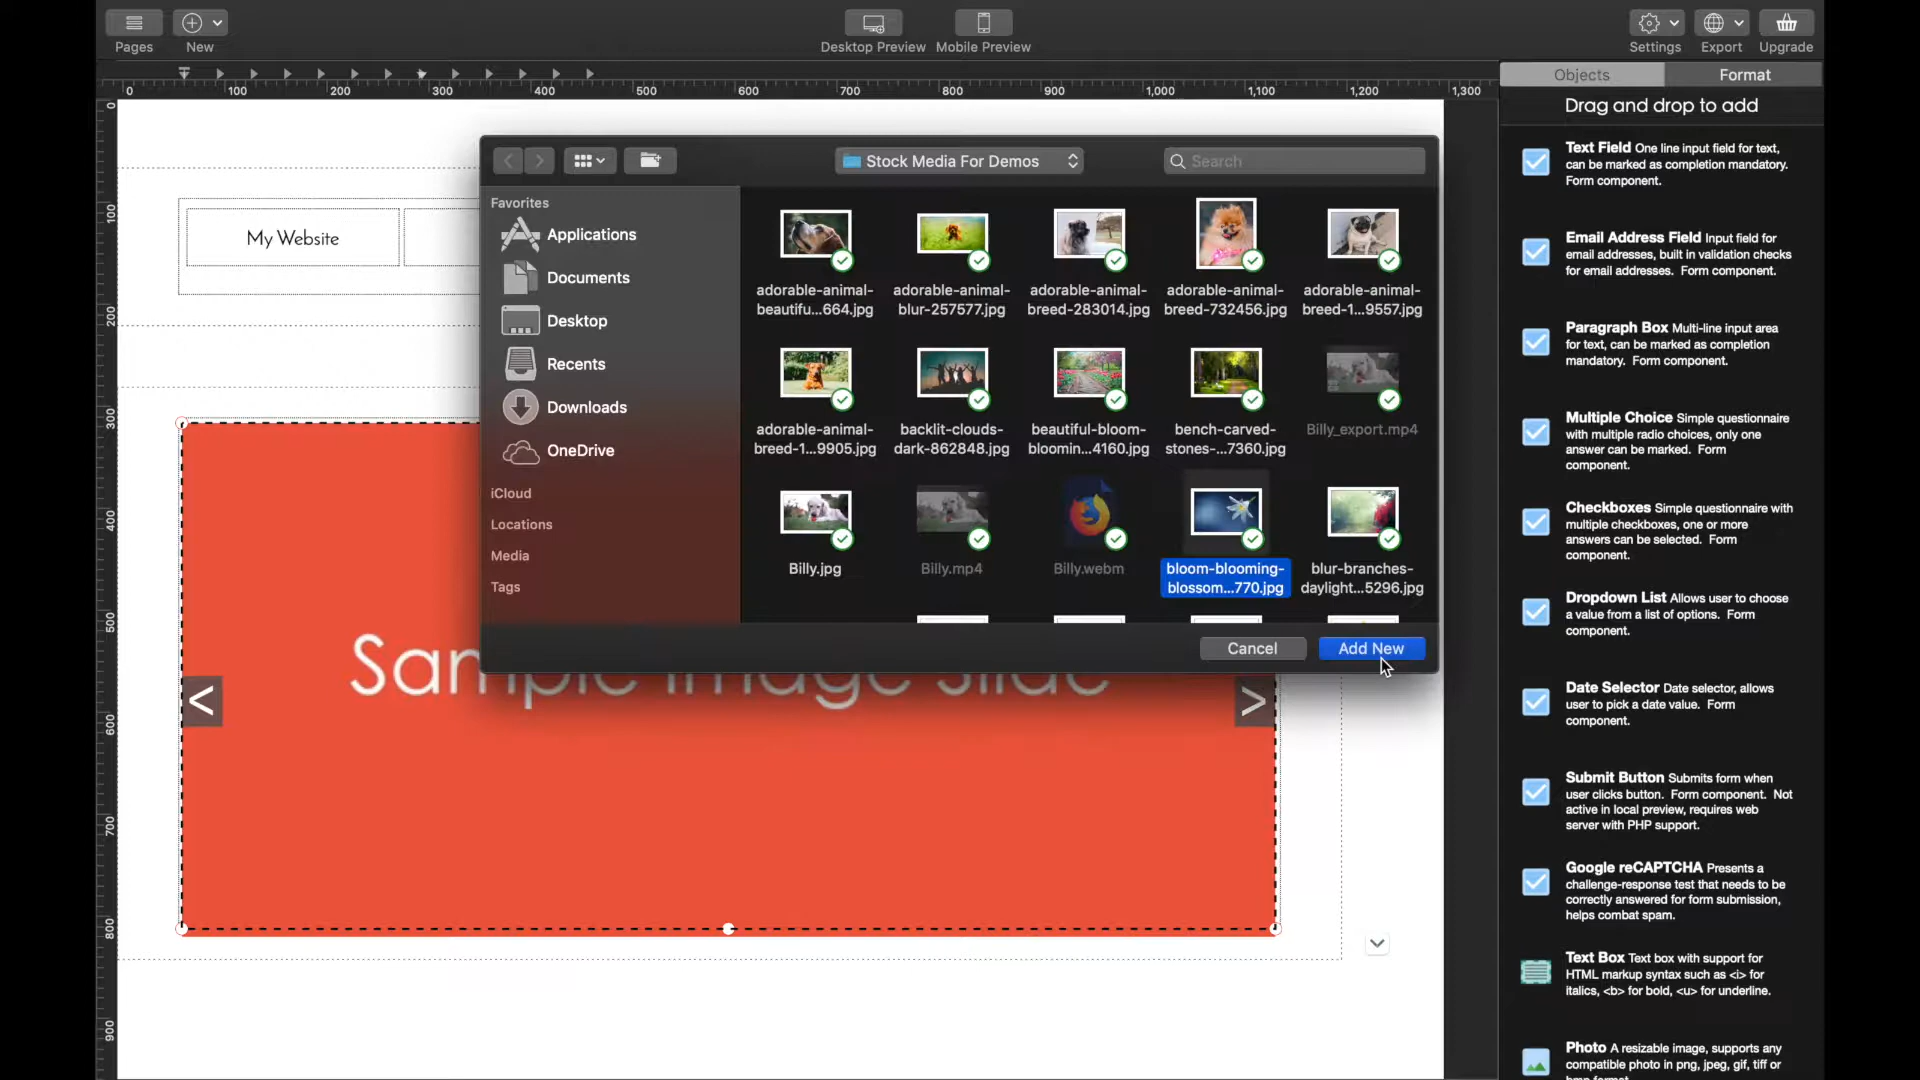 Pages
New
Desktop Preview
Mobile Preview
Settings
Export
Upgrade
0
100
200
300
400
500
600
700
800
900
1,000
1,100
1,200
1,300
Objects
Format
Drag and drop to add
0
100
200
300
400
500
600
700
800
900
My Website
Sample Image Slide
<
>
Stock Media For Demos
Search
Favorites
Applications
Documents
Desktop
Recents
Downloads
OneDrive
iCloud
Locations
Media
Tags
adorable-animal-
beautifu...664.jpg
adorable-animal-
blur-257577.jpg
adorable-animal-
breed-283014.jpg
adorable-animal-
breed-732456.jpg
adorable-animal-
breed-1...9557.jpg
adorable-animal-
breed-1...9905.jpg
backlit-clouds-
dark-862848.jpg
beautiful-bloom-
bloomin...4160.jpg
bench-carved-
stones-...7360.jpg
Billy_export.mp4
Billy.jpg
Billy.mp4
Billy.webm
bloom-blooming-
blossom...770.jpg
blur-branches-
daylight...5296.jpg
Cancel
Add New
Text Field One line input field for text,
can be marked as completion mandatory.
Form component.
Email Address Field Input field for
email addresses, built in validation checks
for email addresses. Form component.
Paragraph Box Multi-line input area
for text, can be marked as completion
mandatory. Form component.
Multiple Choice Simple questionnaire
with multiple radio choices, only one
answer can be marked. Form
component.
Checkboxes Simple questionnaire with
multiple checkboxes, one or more
answers can be selected. Form
component.
Dropdown List Allows user to choose
a value from a list of options. Form
component.
Date Selector Date selector, allows
user to pick a date value. Form
component.
Submit Button Submits form when
user clicks button. Form component. Not
active in local preview, requires web
server with PHP support.
Google reCAPTCHA Presents a
challenge-response test that needs to be
correctly answered for form submission,
helps combat spam.
Text Box Text box with support for
HTML markup syntax such as <i> for
italics, <b> for bold, <u> for underline.
Photo A resizable image, supports any
compatible photo in png, jpeg, gif, tiff or